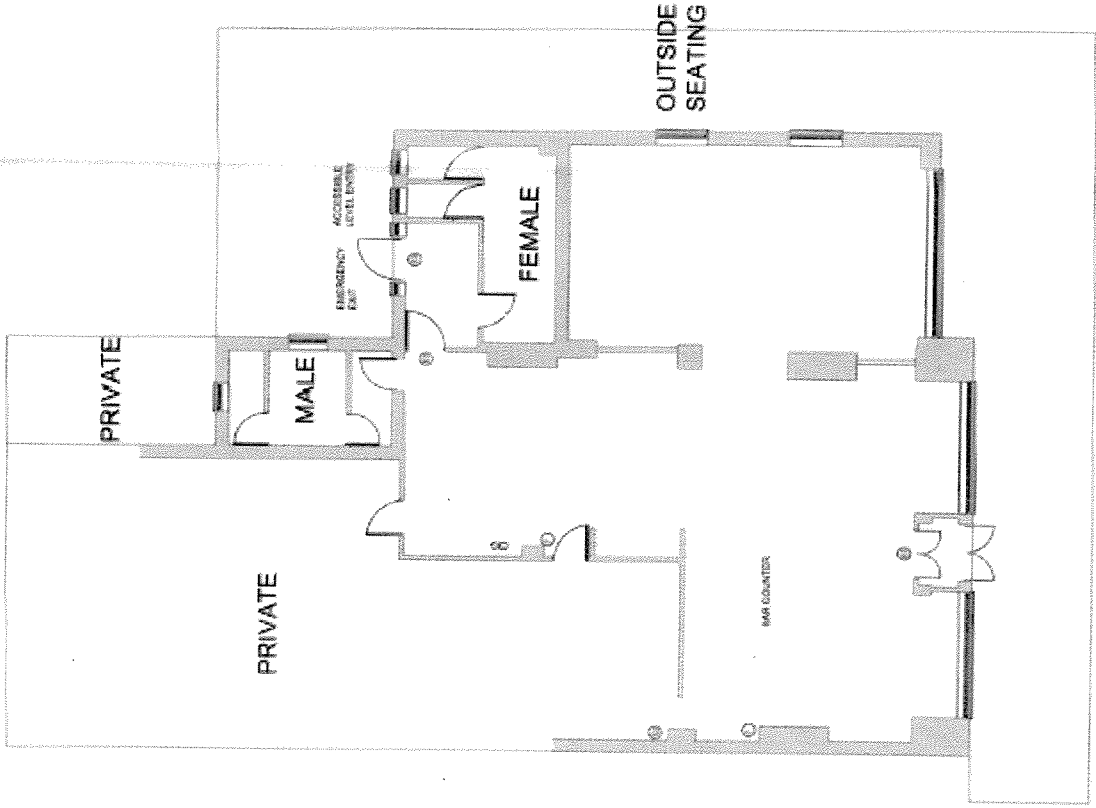 OUTSIDE
SEATING
ACCESSIBLE
LEVEL ENTRY
EMERGENCY
EXIT
FEMALE
PRIVATE
MALE
PRIVATE
BAR COUNTER